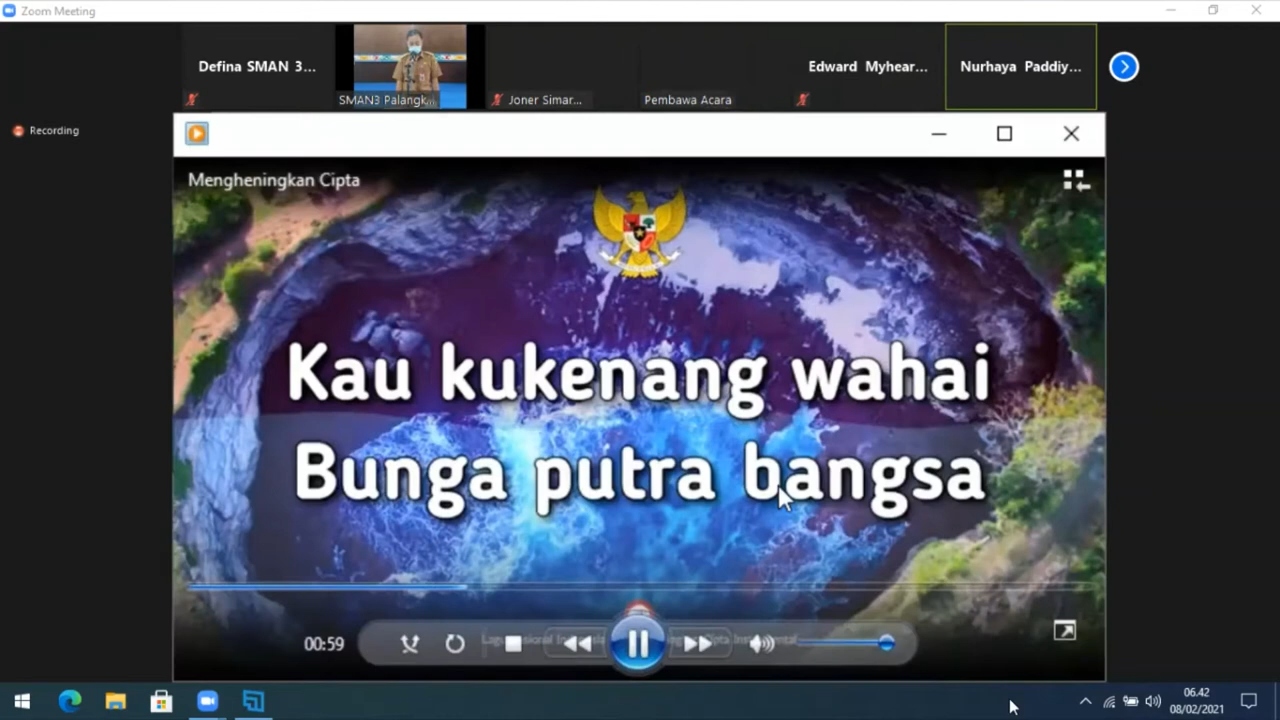 Zoom Meeting
Defina SMAN 3...
SMAN3 Palangk...
Joner Simar...
Pembawa Acara
Edward Myhear...
Nurhaya Paddiy...
Recording
Mengheningkan Cipta
Kau kukenang wahai
Bunga putra bangsa
00:59
06.42
08/02/2021